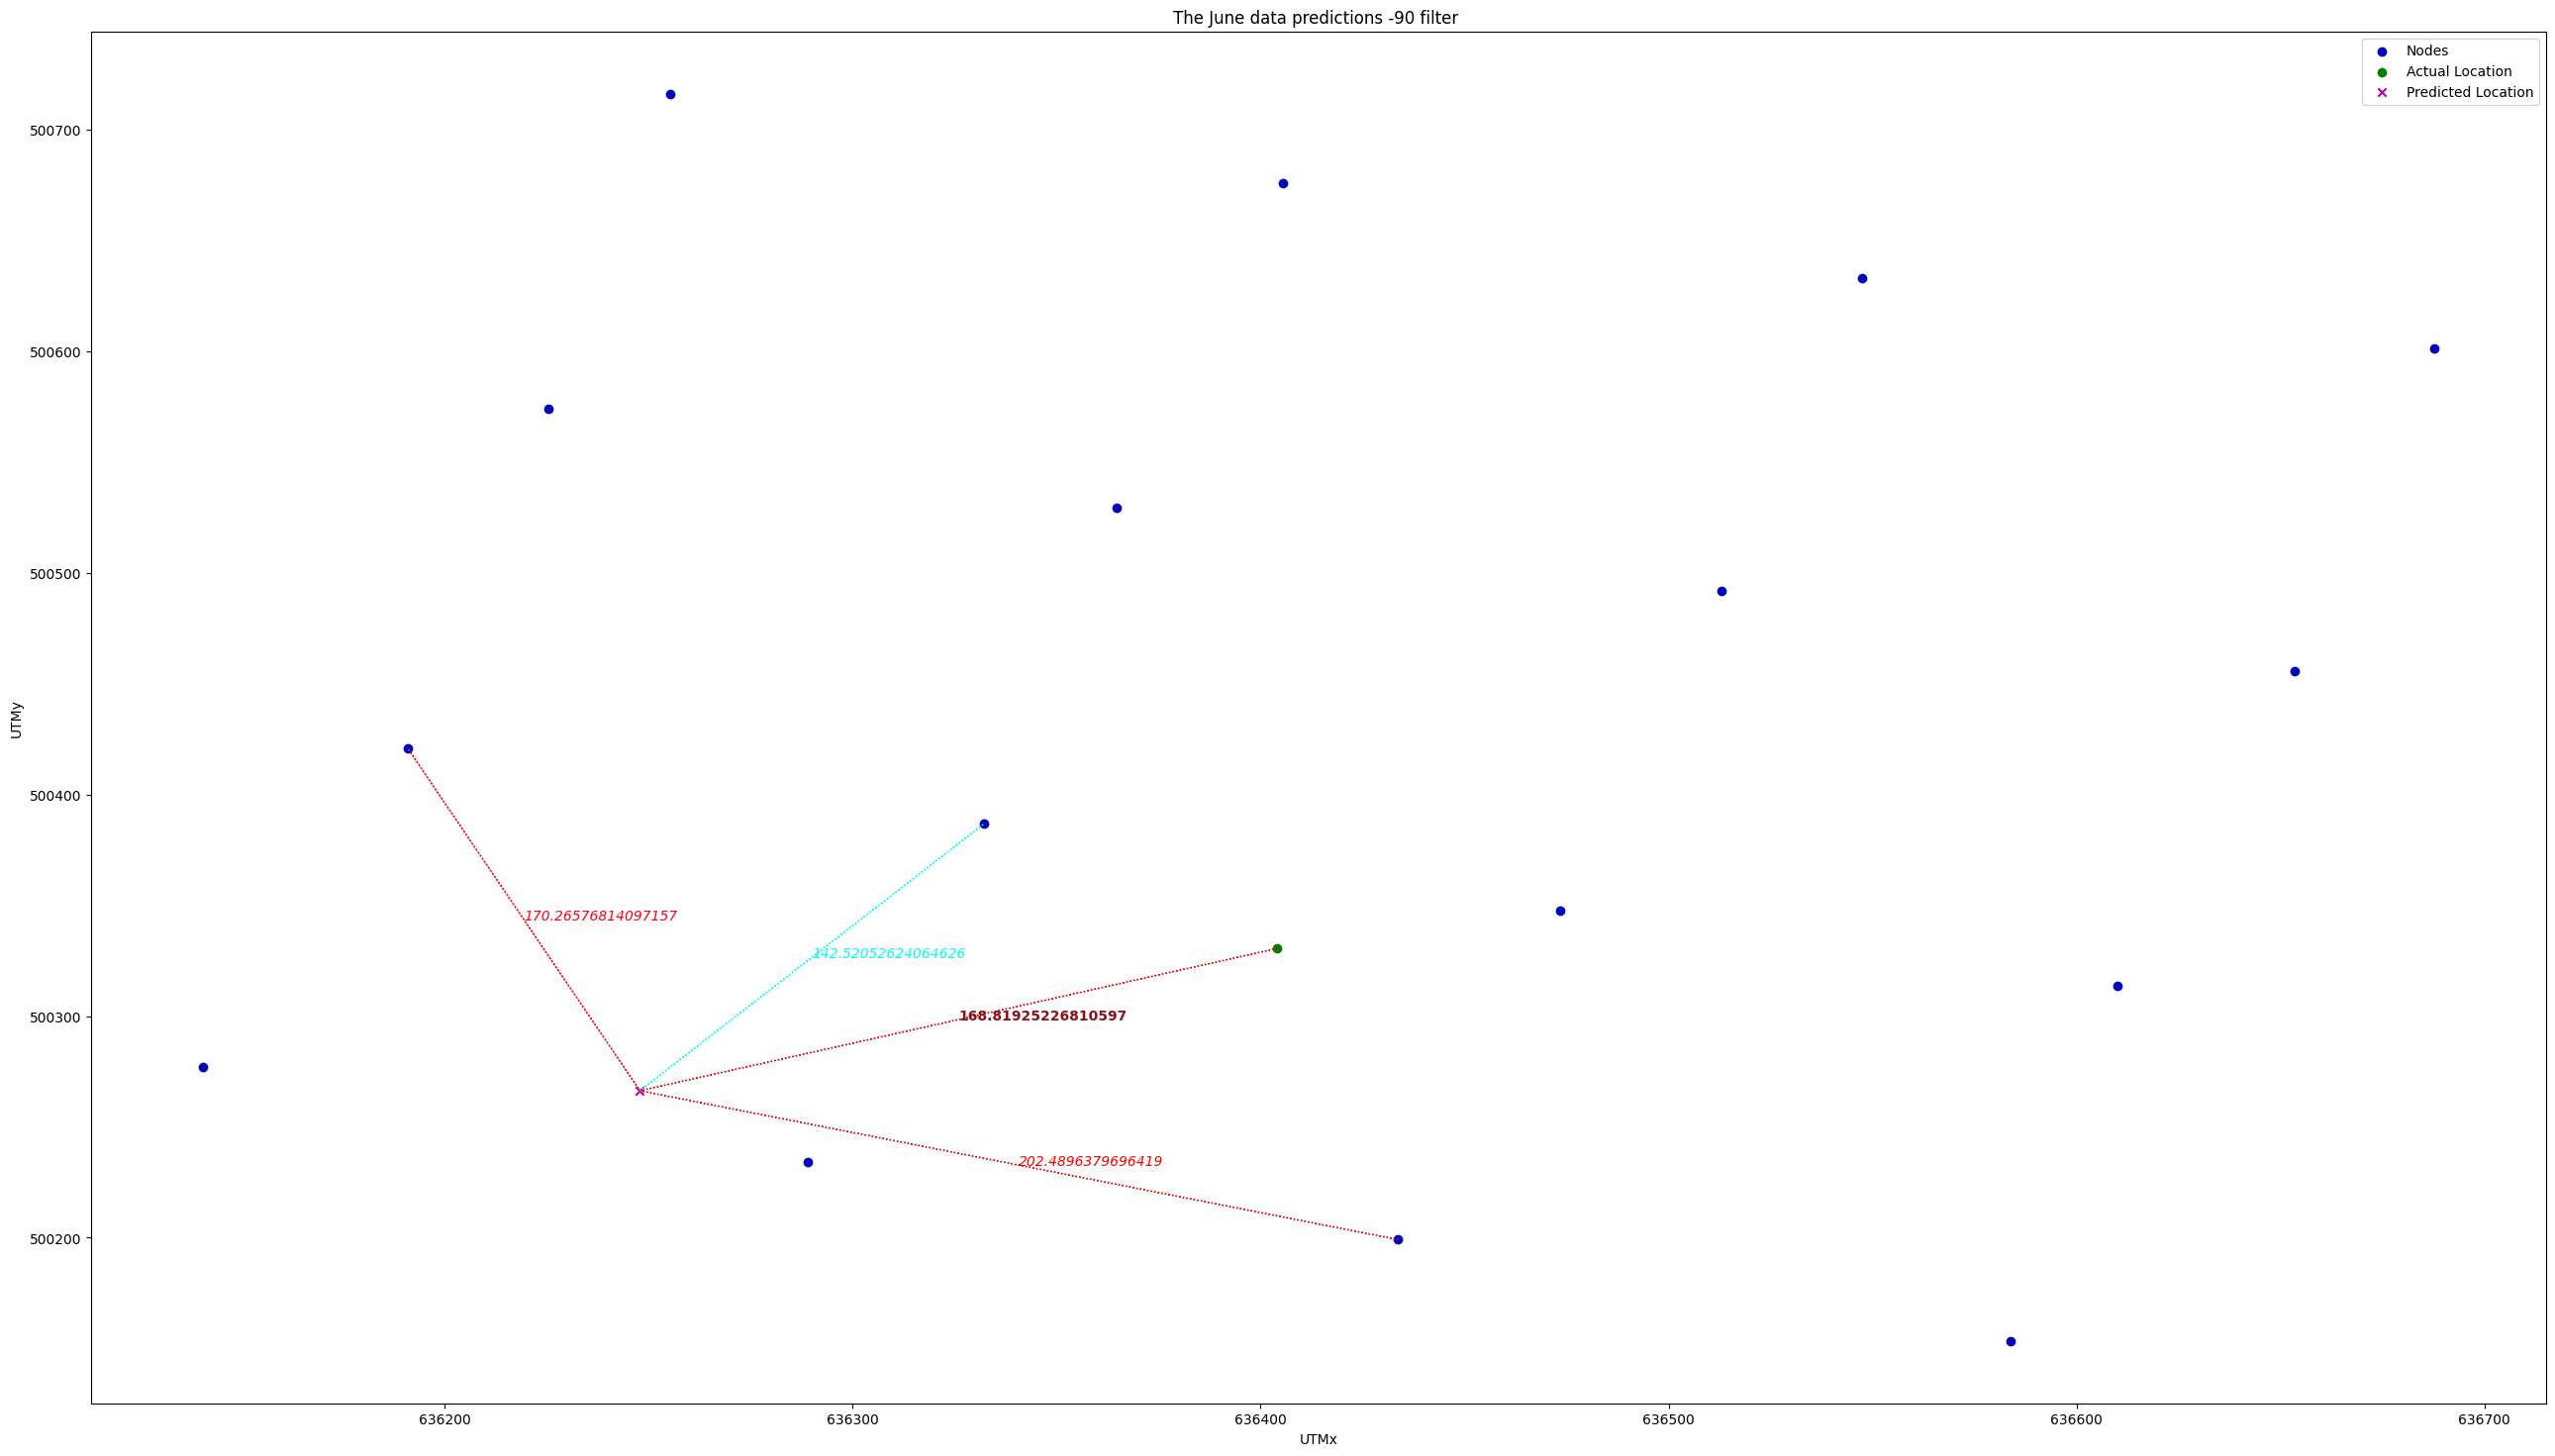 The June data predictions -90 filter
Nodes
Actual Location
Predicted Location
500700
500600
500500
UTMy
500400
170.26576814097157
142.52052624064626
500300
168.81925226810597
202.4896379696419
500200
636200
636300
636400
636500
636600
636700
UTMx